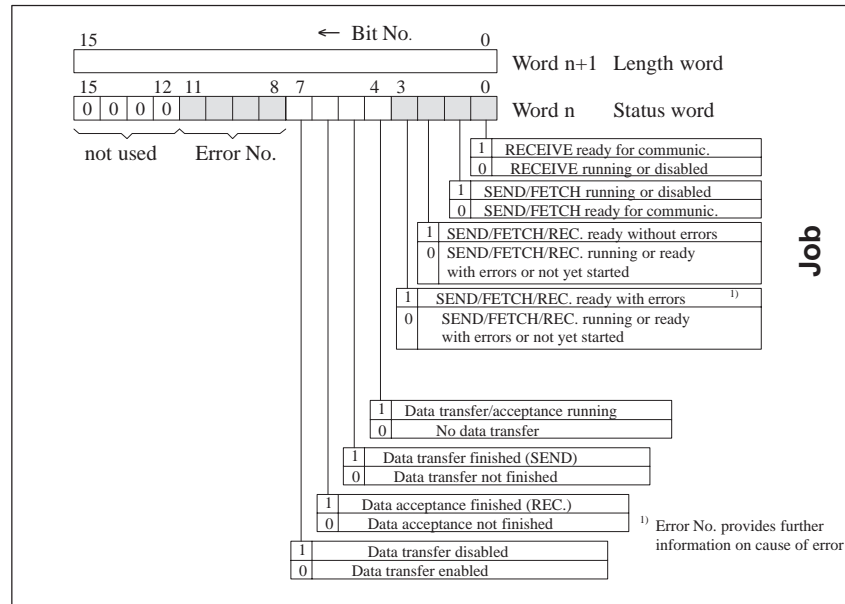 15 ← Bit No. 0
Word n+1 Length word
15 12 11 8 7 4 3 0
0 0 0 0 Word n Status word
not used Error No.
1 RECEIVE ready for communic.
0 RECEIVE running or disabled
1 SEND/FETCH running or disabled
0 SEND/FETCH ready for communic.
1 SEND/FETCH/REC. ready without errors
0 SEND/FETCH/REC. running or ready
with errors or not yet started
1 SEND/FETCH/REC. ready with errors 1)
0 SEND/FETCH/REC. running or ready
with errors or not yet started
Job
1 Data transfer/acceptance running
0 No data transfer
1 Data transfer finished (SEND)
0 Data transfer not finished
1 Data acceptance finished (REC.)
0 Data acceptance not finished
1) Error No. provides further
information on cause of error
1 Data transfer disabled
0 Data transfer enabled